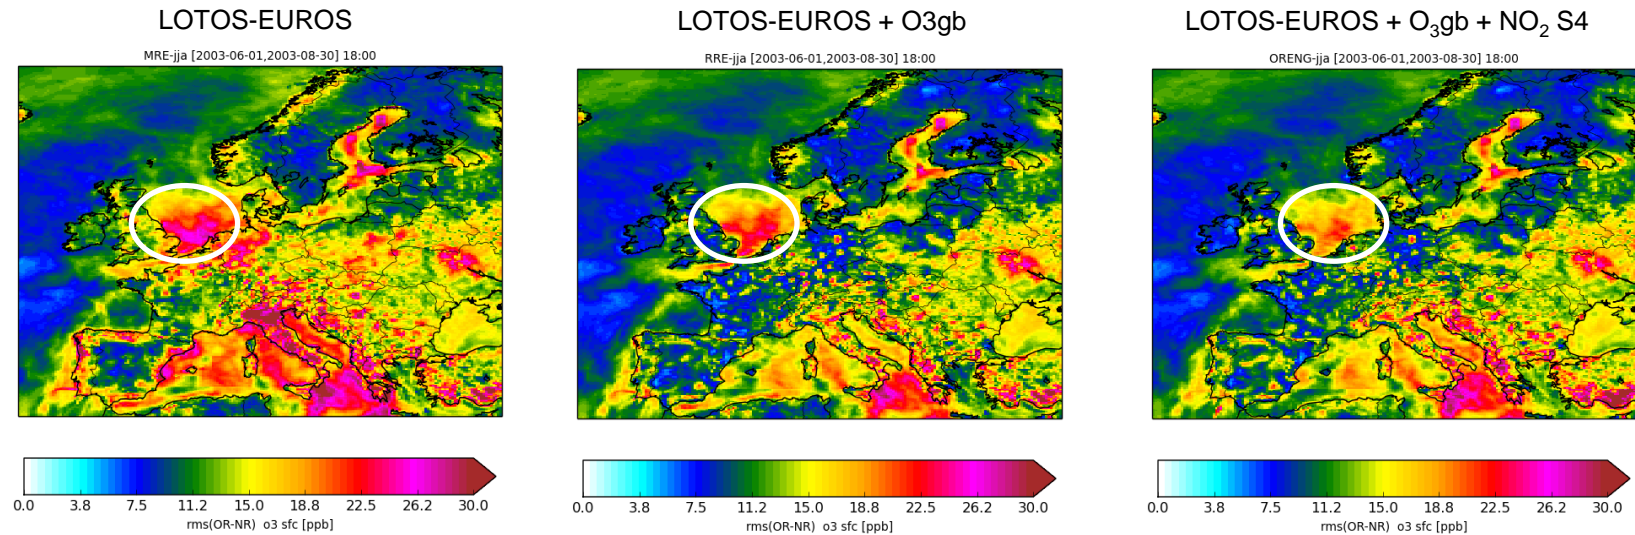 LOTOS-EUROS
MRE-jja [2003-06-01,2003-08-30] 18:00
0.0 3.8 7.5 11.2 15.0 18.8 22.5 26.2 30.0
rms(OR-NR) o3 sfc [ppb]
LOTOS-EUROS + O3gb
RRE-jja [2003-06-01,2003-08-30] 18:00
0.0 3.8 7.5 11.2 15.0 18.8 22.5 26.2 30.0
rms(OR-NR) o3 sfc [ppb]
LOTOS-EUROS + O₃gb + NO₂ S4
ORENG-jja [2003-06-01,2003-08-30] 18:00
0.0 3.8 7.5 11.2 15.0 18.8 22.5 26.2 30.0
rms(OR-NR) o3 sfc [ppb]